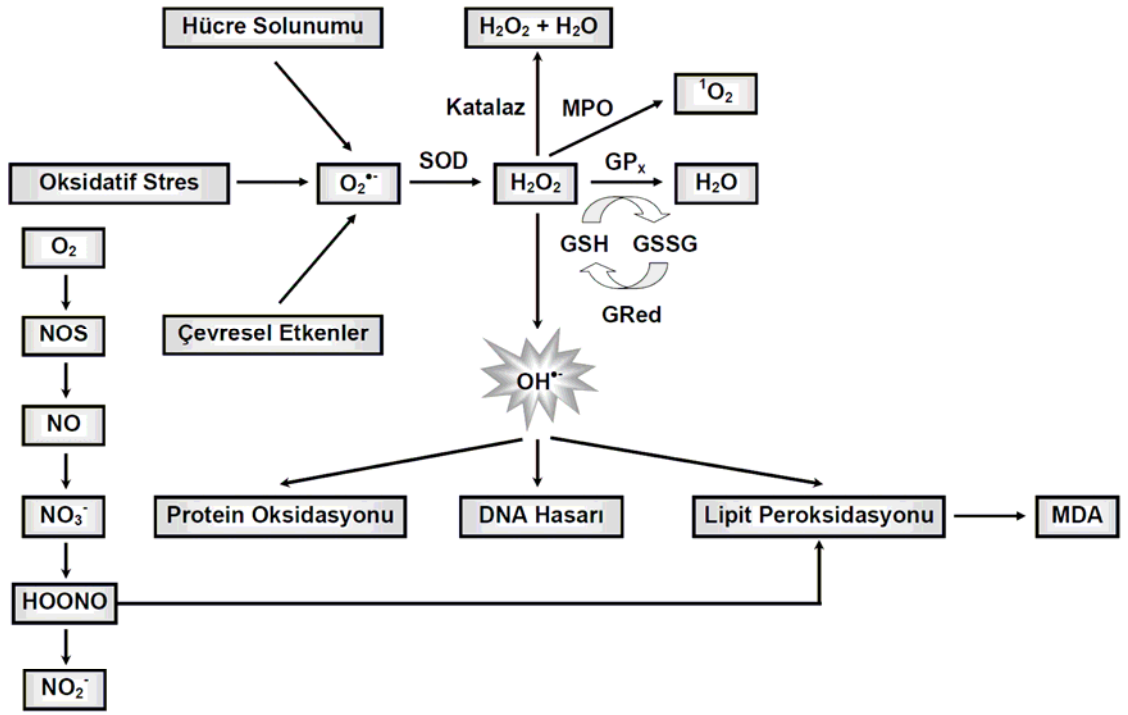 Hücre Solunumu
H₂O₂ + H₂O
¹O₂
Katalaz
MPO
SOD
GPₓ
Oksidatif Stres
O₂•-
H₂O₂
H₂O
O₂
GSH
GSSG
GRed
NOS
Çevresel Etkenler
OH•-
NO
NO₃-
Protein Oksidasyonu
DNA Hasarı
Lipit Peroksidasyonu
MDA
HOONO
NO₂-